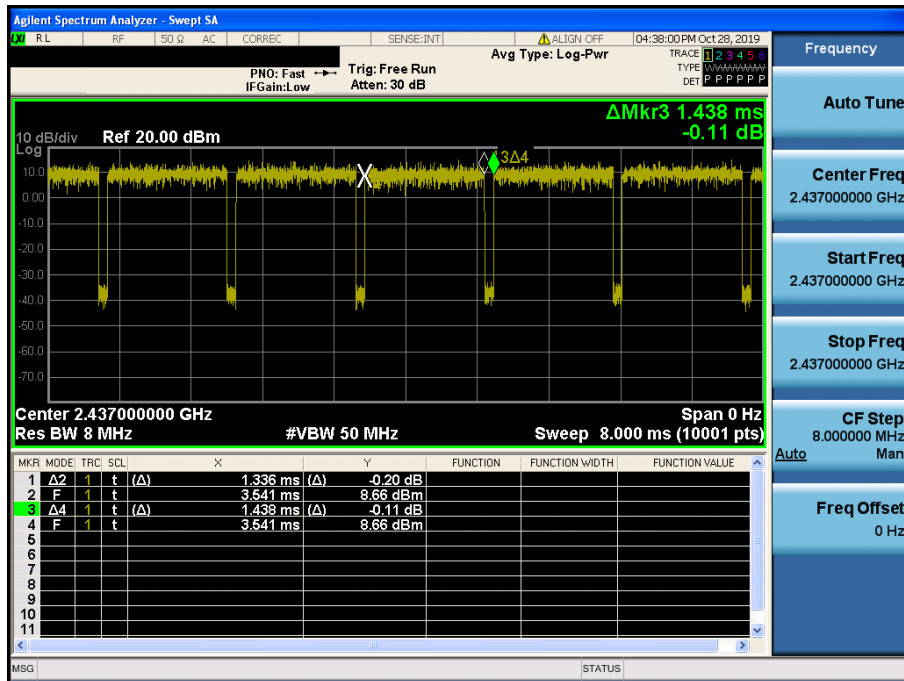 Agilent Spectrum Analyzer - Swept SA
LXI RL RF 50 Ω AC CORREC SENSE:INT ALIGN OFF 04:38:00 PM Oct 28, 2019
Frequency
Avg Type: Log-Pwr
TRACE 1 2 3 4 5 6
PNO: Fast Trig: Free Run
TYPE
IFGain:Low Atten: 30 dB
DET P P P P P P
Auto Tune
ΔMkr3 1.438 ms
-0.11 dB
10 dB/div Ref 20.00 dBm
Log
3Δ4
X
10.0
0.00
-10.0
-20.0
-30.0
-40.0
-50.0
-60.0
-70.0
Center Freq
2.437000000 GHz
Start Freq
2.437000000 GHz
Stop Freq
2.437000000 GHz
Center 2.437000000 GHz Span 0 Hz
Res BW 8 MHz #VBW 50 MHz Sweep 8.000 ms (10001 pts)
CF Step
8.000000 MHz
Auto Man
MKR MODE TRC SCL X Y FUNCTION FUNCTION WIDTH FUNCTION VALUE
1 Δ2 1 t (Δ) 1.336 ms (Δ) -0.20 dB
2 F 1 t 3.541 ms 8.66 dBm
3 Δ4 1 t (Δ) 1.438 ms (Δ) -0.11 dB
4 F 1 t 3.541 ms 8.66 dBm
5
6
7
8
9
10
11
Freq Offset
0 Hz
MSG STATUS